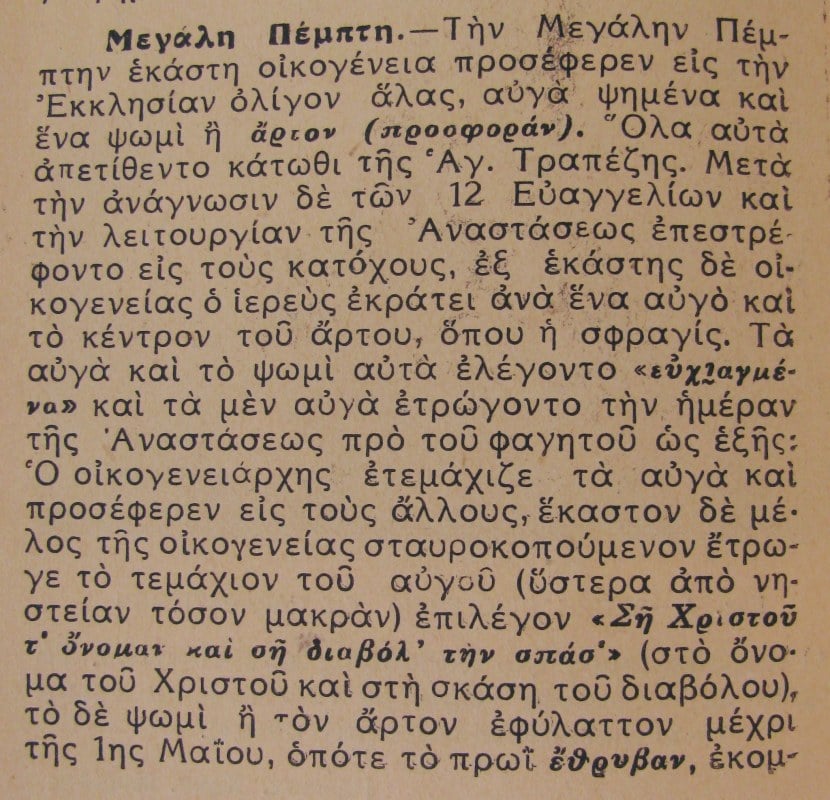 Μεγάλη Πέμπτη.—Τὴν Μεγάλην Πέμ-
πτην ἑκάστη οἰκογένεια προσέφερεν εἰς τὴν
Ἐκκλησίαν ὀλίγον ἅλας, αὐγὰ ψημένα καὶ
ἕνα ψωμὶ ἢ ἄρτον (προσφοράν). Ὅλα αὐτὰ
ἀπετίθεντο κάτωθι τῆς Ἁγ. Τραπέζης. Μετὰ
τὴν ἀνάγνωσιν δὲ τῶν 12 Εὐαγγελίων καὶ
τὴν λειτουργίαν τῆς Ἀναστάσεως ἐπεστρέ-
φοντο εἰς τοὺς κατόχους, ἐξ ἑκάστης δὲ οἰ-
κογενείας ὁ ἱερεὺς ἐκράτει ἀνὰ ἕνα αὐγὸ καὶ
τὸ κέντρον τοῦ ἄρτου, ὅπου ἡ σφραγίς. Τὰ
αὐγὰ καὶ τὸ ψωμὶ αὐτὰ ἐλέγοντο «εὐχλ̌αγμέ-
να» καὶ τὰ μὲν αὐγὰ ἐτρώγοντο τὴν ἡμέραν
τῆς Ἀναστάσεως πρὸ τοῦ φαγητοῦ ὡς ἑξῆς:
Ὁ οἰκογενειάρχης ἐτεμάχιζε τὰ αὐγὰ καὶ
προσέφερεν εἰς τοὺς ἄλλους, ἕκαστον δὲ μέ-
λος τῆς οἰκογενείας σταυροκοπούμενον ἔτρω-
γε τὸ τεμάχιον τοῦ αὐγοῦ (ὕστερα ἀπὸ νη-
στείαν τόσον μακρὰν) ἐπιλέγον «Σῆ Χριστοῦ
τ' ὄνομαν καὶ σῆ διαβόλ' τὴν σπάσ'» (στὸ ὄνο-
μα τοῦ Χριστοῦ καὶ στὴ σκάση τοῦ διαβόλου),
τὸ δὲ ψωμὶ ἢ τὸν ἄρτον ἐφύλαττον μέχρι
τῆς 1ης Μαΐου, ὁπότε τὸ πρωῒ ἔθρυβαν, ἐκομ-